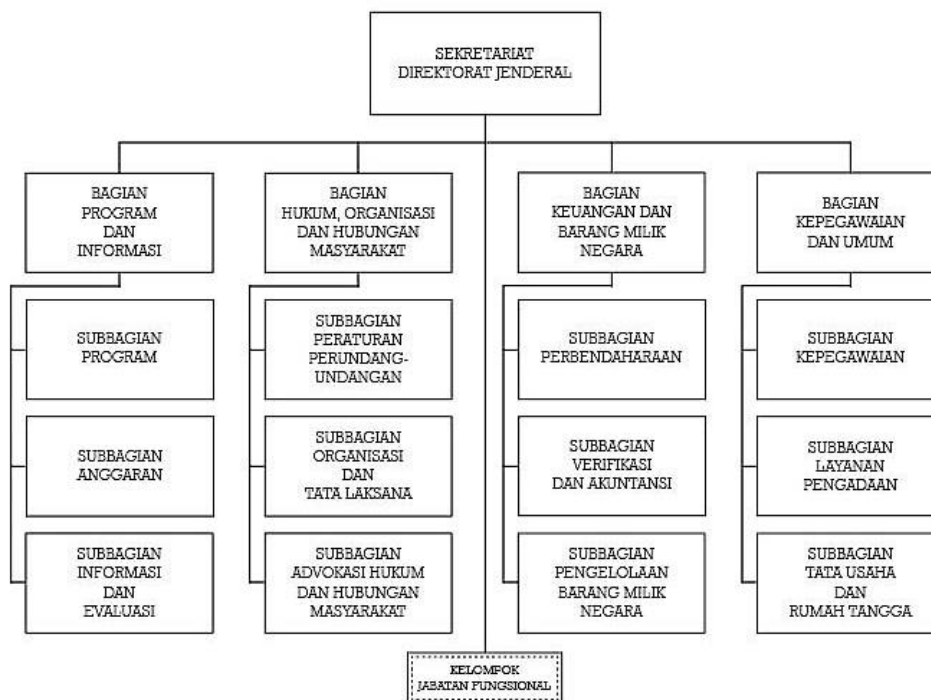 SEKRETARIAT
DIREKTORAT JENDERAL
BAGIAN
PROGRAM
DAN
INFORMASI
BAGIAN
HUKUM, ORGANISASI
DAN HUBUNGAN
MASYARAKAT
BAGIAN
KEUANGAN DAN
BARANG MILIK
NEGARA
BAGIAN
KEPEGAWAIAN
DAN UMUM
SUBBAGIAN
PROGRAM
SUBBAGIAN
PERATURAN
PERUNDANG-
UNDANGAN
SUBBAGIAN
PERBENDAHARAAN
SUBBAGIAN
KEPEGAWAIAN
SUBBAGIAN
ANGGARAN
SUBBAGIAN
ORGANISASI
DAN
TATA LAKSANA
SUBBAGIAN
VERIFIKASI
DAN AKUNTANSI
SUBBAGIAN
LAYANAN
PENGADAAN
SUBBAGIAN
INFORMASI
DAN
EVALUASI
SUBBAGIAN
ADVOKASI HUKUM
DAN HUBUNGAN
MASYARAKAT
SUBBAGIAN
PENGELOLAAN
BARANG MILIK
NEGARA
SUBBAGIAN
TATA USAHA
DAN
RUMAH TANGGA
KELOMPOK
JABATAN FUNGSIONAL